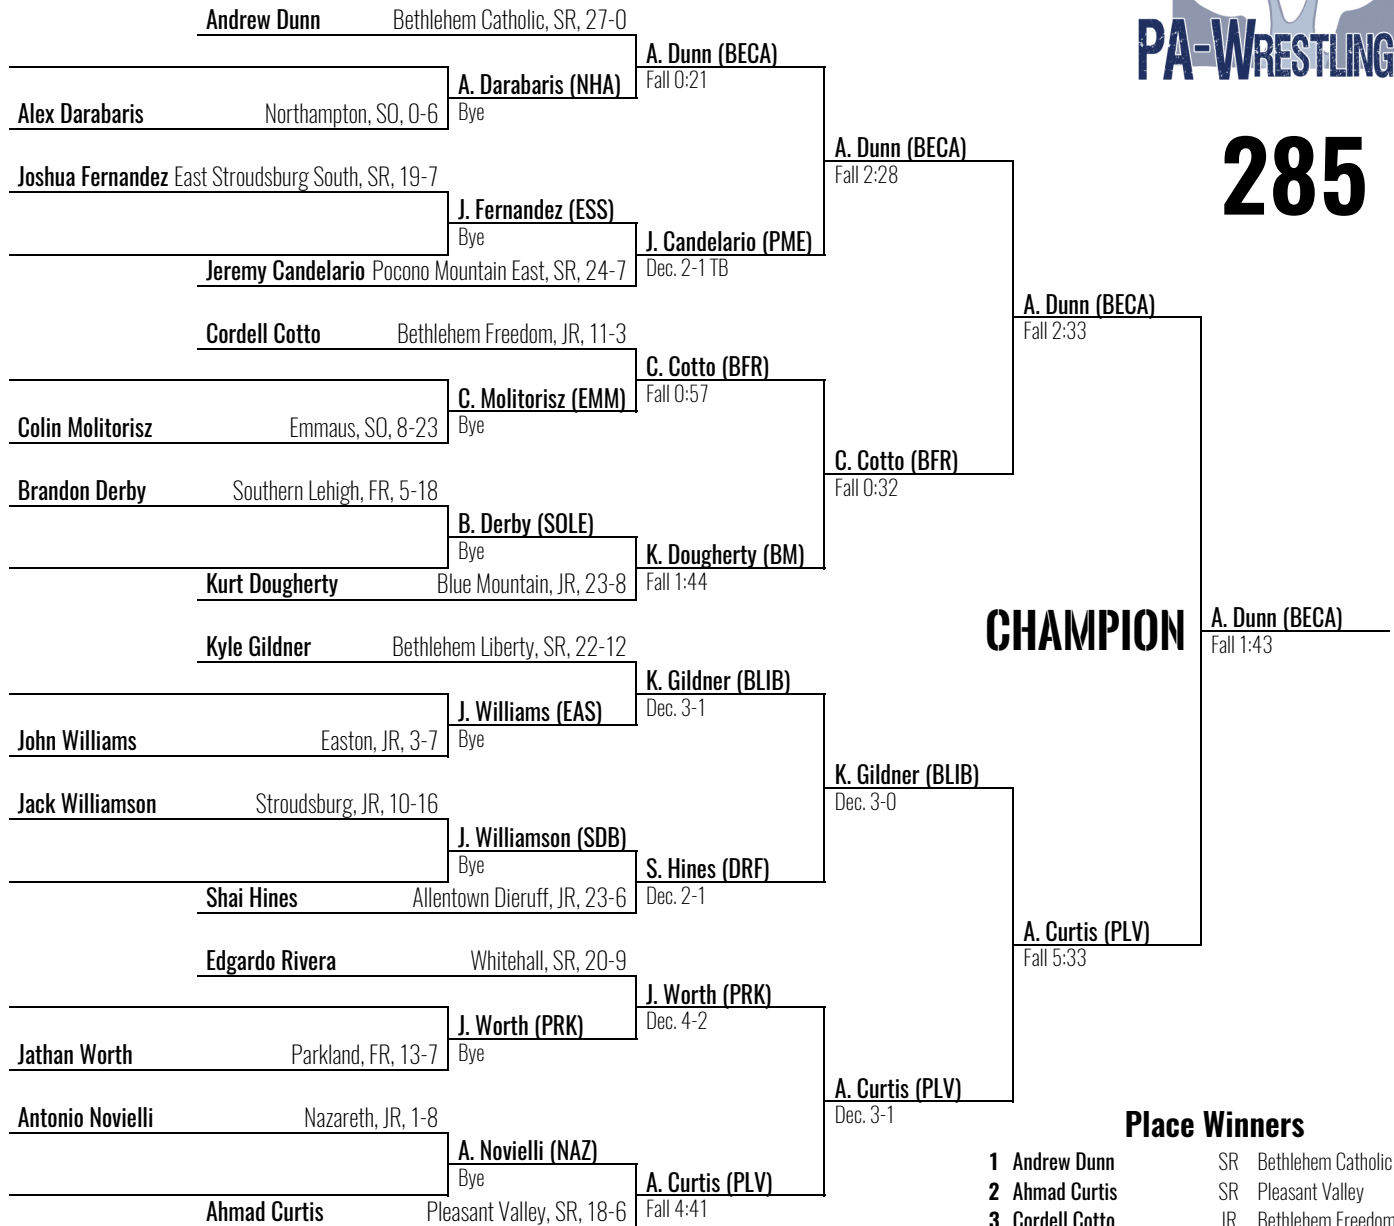 PA-WRESTLING
285
Andrew Dunn Bethlehem Catholic, SR, 27-0
A. Dunn (BECA)
Fall 0:21
A. Darabaris (NHA)
Bye
Alex Darabaris Northampton, SO, 0-6
A. Dunn (BECA)
Fall 2:28
Joshua Fernandez East Stroudsburg South, SR, 19-7
J. Fernandez (ESS)
Bye
J. Candelario (PME)
Dec. 2-1 TB
Jeremy Candelario Pocono Mountain East, SR, 24-7
A. Dunn (BECA)
Fall 2:33
Cordell Cotto Bethlehem Freedom, JR, 11-3
C. Cotto (BFR)
Fall 0:57
C. Molitorisz (EMM)
Bye
Colin Molitorisz Emmaus, SO, 8-23
C. Cotto (BFR)
Fall 0:32
Brandon Derby Southern Lehigh, FR, 5-18
B. Derby (SOLE)
Bye
K. Dougherty (BM)
Fall 1:44
Kurt Dougherty Blue Mountain, JR, 23-8
CHAMPION
A. Dunn (BECA)
Fall 1:43
Kyle Gildner Bethlehem Liberty, SR, 22-12
K. Gildner (BLIB)
Dec. 3-1
J. Williams (EAS)
Bye
John Williams Easton, JR, 3-7
K. Gildner (BLIB)
Dec. 3-0
Jack Williamson Stroudsburg, JR, 10-16
J. Williamson (SDB)
Bye
S. Hines (DRF)
Dec. 2-1
Shai Hines Allentown Dieruff, JR, 23-6
A. Curtis (PLV)
Fall 5:33
Edgardo Rivera Whitehall, SR, 20-9
J. Worth (PRK)
Dec. 4-2
J. Worth (PRK)
Bye
Jathan Worth Parkland, FR, 13-7
A. Curtis (PLV)
Dec. 3-1
Antonio Novielli Nazareth, JR, 1-8
A. Novielli (NAZ)
Bye
A. Curtis (PLV)
Fall 4:41
Ahmad Curtis Pleasant Valley, SR, 18-6
Place Winners
1 Andrew Dunn SR Bethlehem Catholic
2 Ahmad Curtis SR Pleasant Valley
3 Cordell Cotto JR Bethlehem Freedom